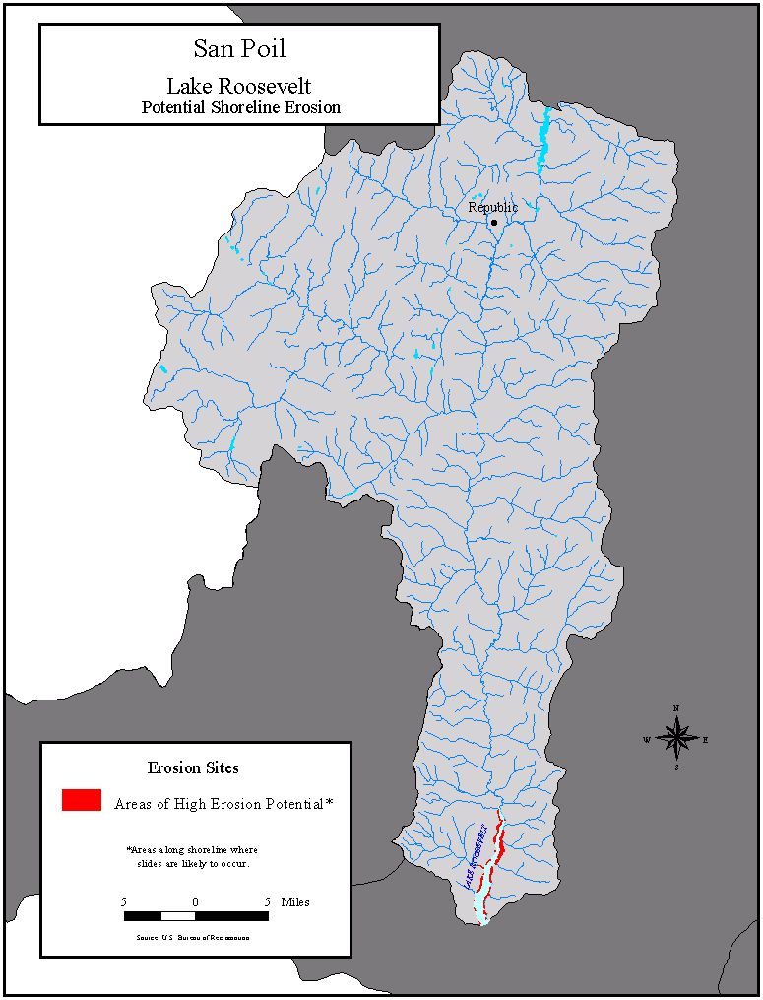 San Poil
Lake Roosevelt
Potential Shoreline Erosion
Republic
N
W E
S
LAKE ROOSEVELT
Erosion Sites
Areas of High Erosion Potential*
*Areas along shoreline where
slides are likely to occur.
5 0 5 Miles
Source: U.S. Bureau of Reclamation